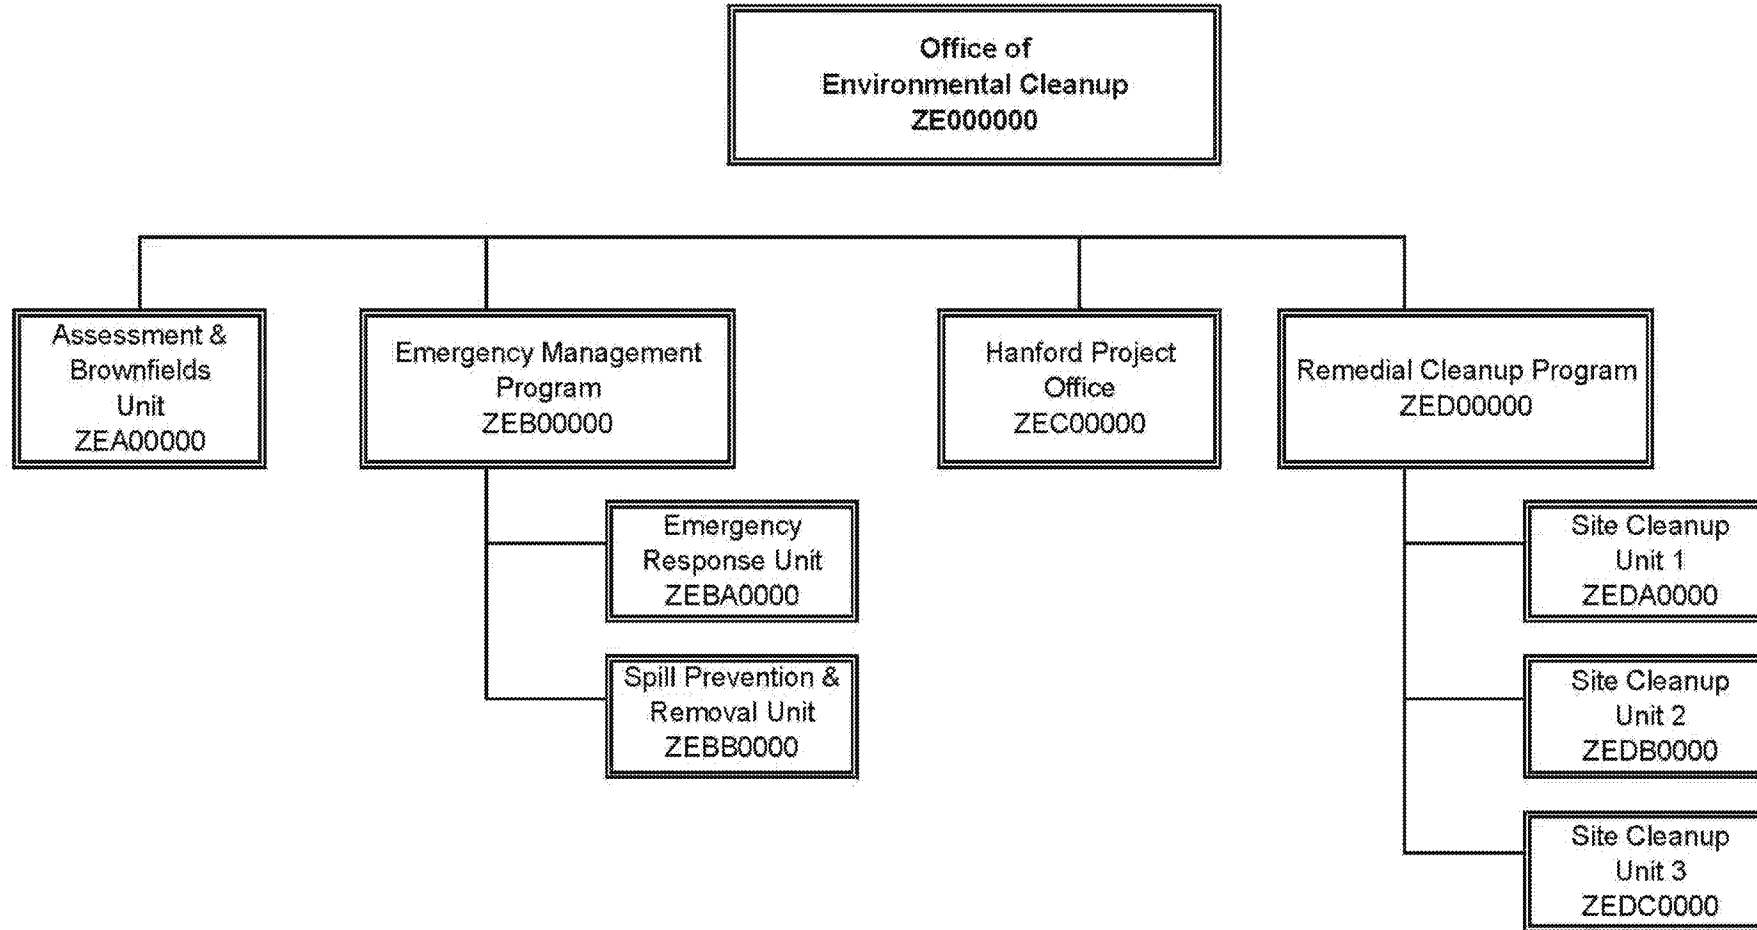 Office of
Environmental Cleanup
ZE000000
Assessment &
Brownfields
Unit
ZEA00000
Emergency Management
Program
ZEB00000
Hanford Project
Office
ZEC00000
Remedial Cleanup Program
ZED00000
Emergency
Response Unit
ZEBA0000
Spill Prevention &
Removal Unit
ZEBB0000
Site Cleanup
Unit 1
ZEDA0000
Site Cleanup
Unit 2
ZEDB0000
Site Cleanup
Unit 3
ZEDC0000